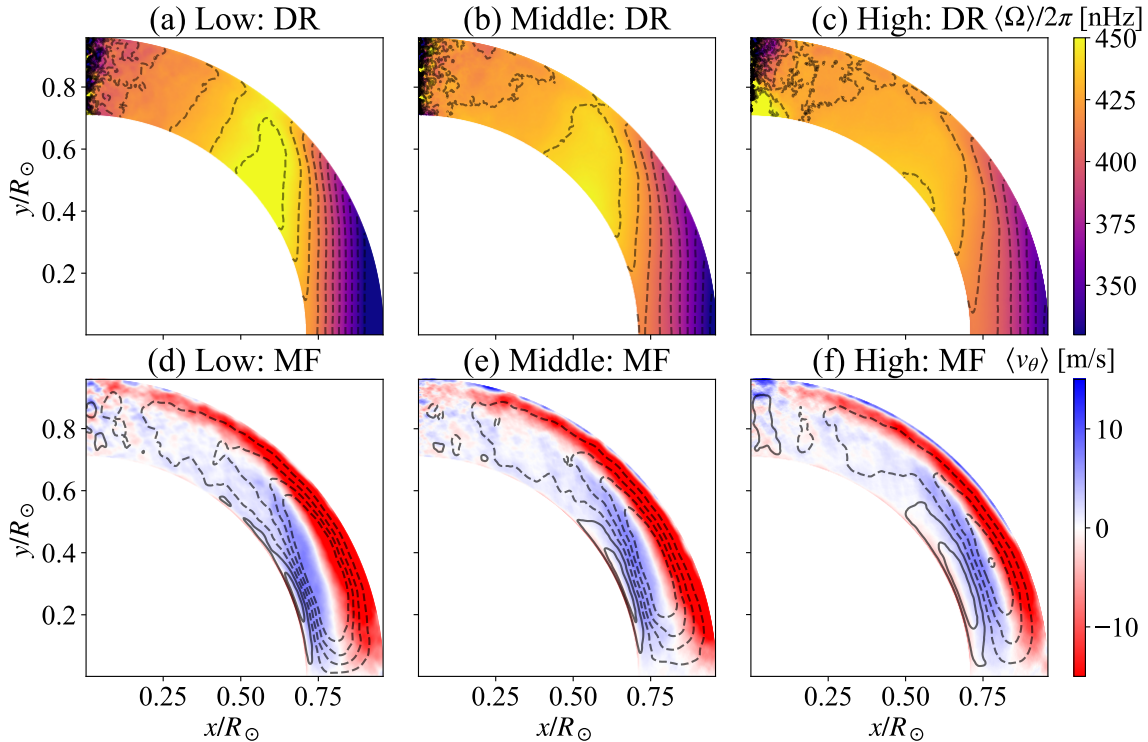 (a) Low: DR
(b) Middle: DR
(c) High: DR
⟨Ω⟩/2π [nHz]
y/R⊙
0.8
0.6
0.4
0.2
450
425
400
375
350
(d) Low: MF
(e) Middle: MF
(f) High: MF
⟨vθ⟩ [m/s]
y/R⊙
0.8
0.6
0.4
0.2
10
0
−10
0.25 0.50 0.75
0.25 0.50 0.75
0.25 0.50 0.75
x/R⊙
x/R⊙
x/R⊙